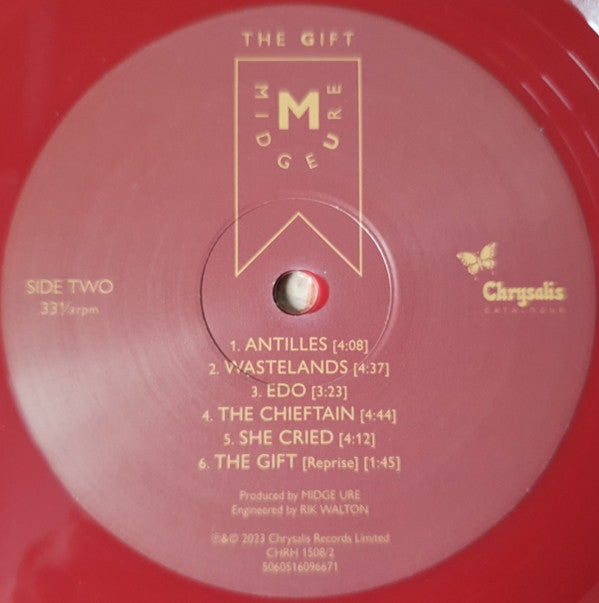 THE GIFT
MIDGE URE
M
SIDE TWO
33⅓rpm
Chrysalis
CATALOGUE
1. ANTILLES [4:08]
2. WASTELANDS [4:37]
3. EDO [3:23]
4. THE CHIEFTAIN [4:44]
5. SHE CRIED [4:12]
6. THE GIFT [Reprise] [1:45]
Produced by MIDGE URE
Engineered by RIK WALTON
℗&© 2023 Chrysalis Records Limited
CHRH 1508/2
5060516096671